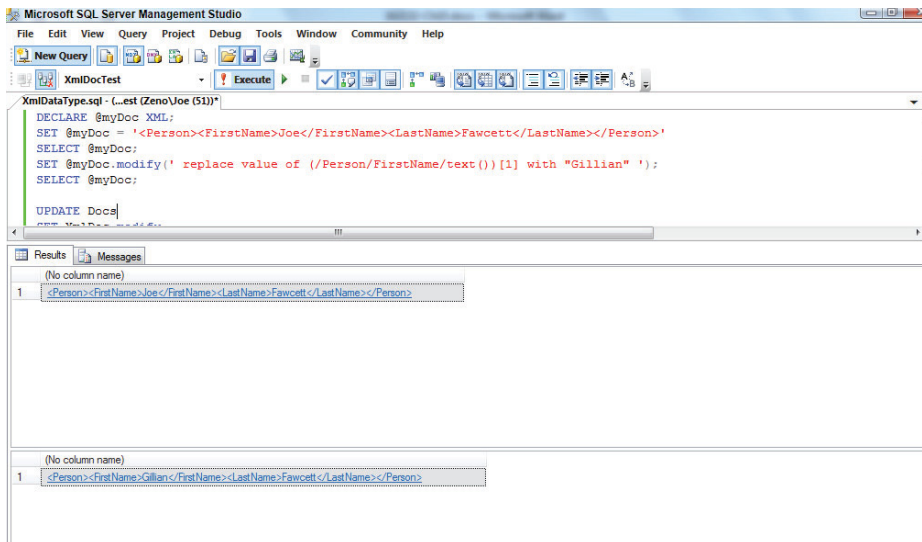 Microsoft SQL Server Management Studio
File Edit View Query Project Debug Tools Window Community Help
New Query
XmlDocTest Execute
XmlDataType.sql - (...est (Zeno\Joe (51))*
DECLARE @myDoc XML;
SET @myDoc = '<Person><FirstName>Joe</FirstName><LastName>Fawcett</LastName></Person>'
SELECT @myDoc;
SET @myDoc.modify(' replace value of (/Person/FirstName/text())[1] with "Gillian" ');
SELECT @myDoc;
UPDATE Docs
SET XmlDoc.modify
Results Messages
(No column name)
1 <Person><FirstName>Joe</FirstName><LastName>Fawcett</LastName></Person>
(No column name)
1 <Person><FirstName>Gillian</FirstName><LastName>Fawcett</LastName></Person>